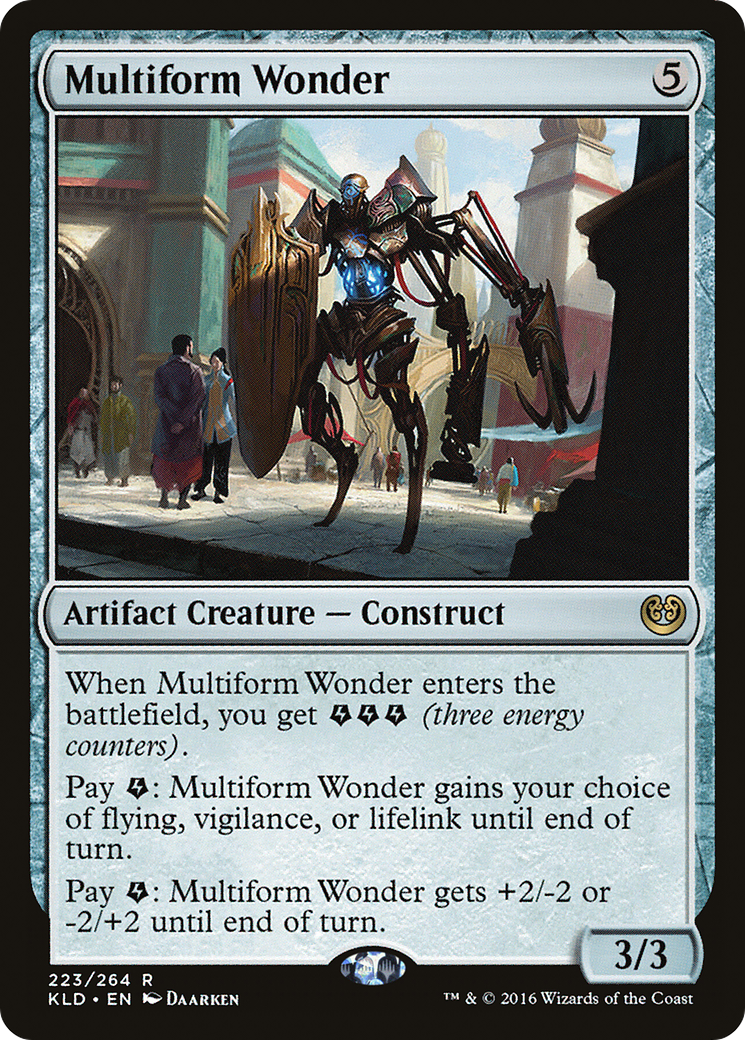 Multiform Wonder 5
Artifact Creature — Construct
When Multiform Wonder enters the
battlefield, you get ⚡⚡⚡ (three energy
counters).
Pay ⚡: Multiform Wonder gains your choice
of flying, vigilance, or lifelink until end of
turn.
Pay ⚡: Multiform Wonder gets +2/-2 or
-2/+2 until end of turn.
3/3
223/264 R
KLD • EN Daarken
™ & © 2016 Wizards of the Coast